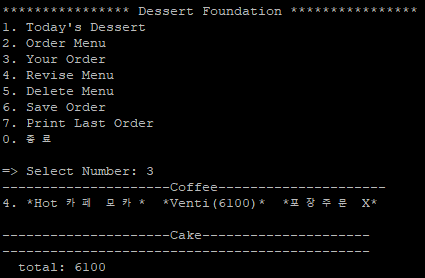 **************** Dessert Foundation ****************
1. Today's Dessert
2. Order Menu
3. Your Order
4. Revise Menu
5. Delete Menu
6. Save Order
7. Print Last Order
0. 종료
=> Select Number: 3
---------------------Coffee---------------------
4. *Hot 카페 모카*  *Venti(6100)*  *포장주문 X*
---------------------Cake---------------------
----------------------------------------------
total: 6100